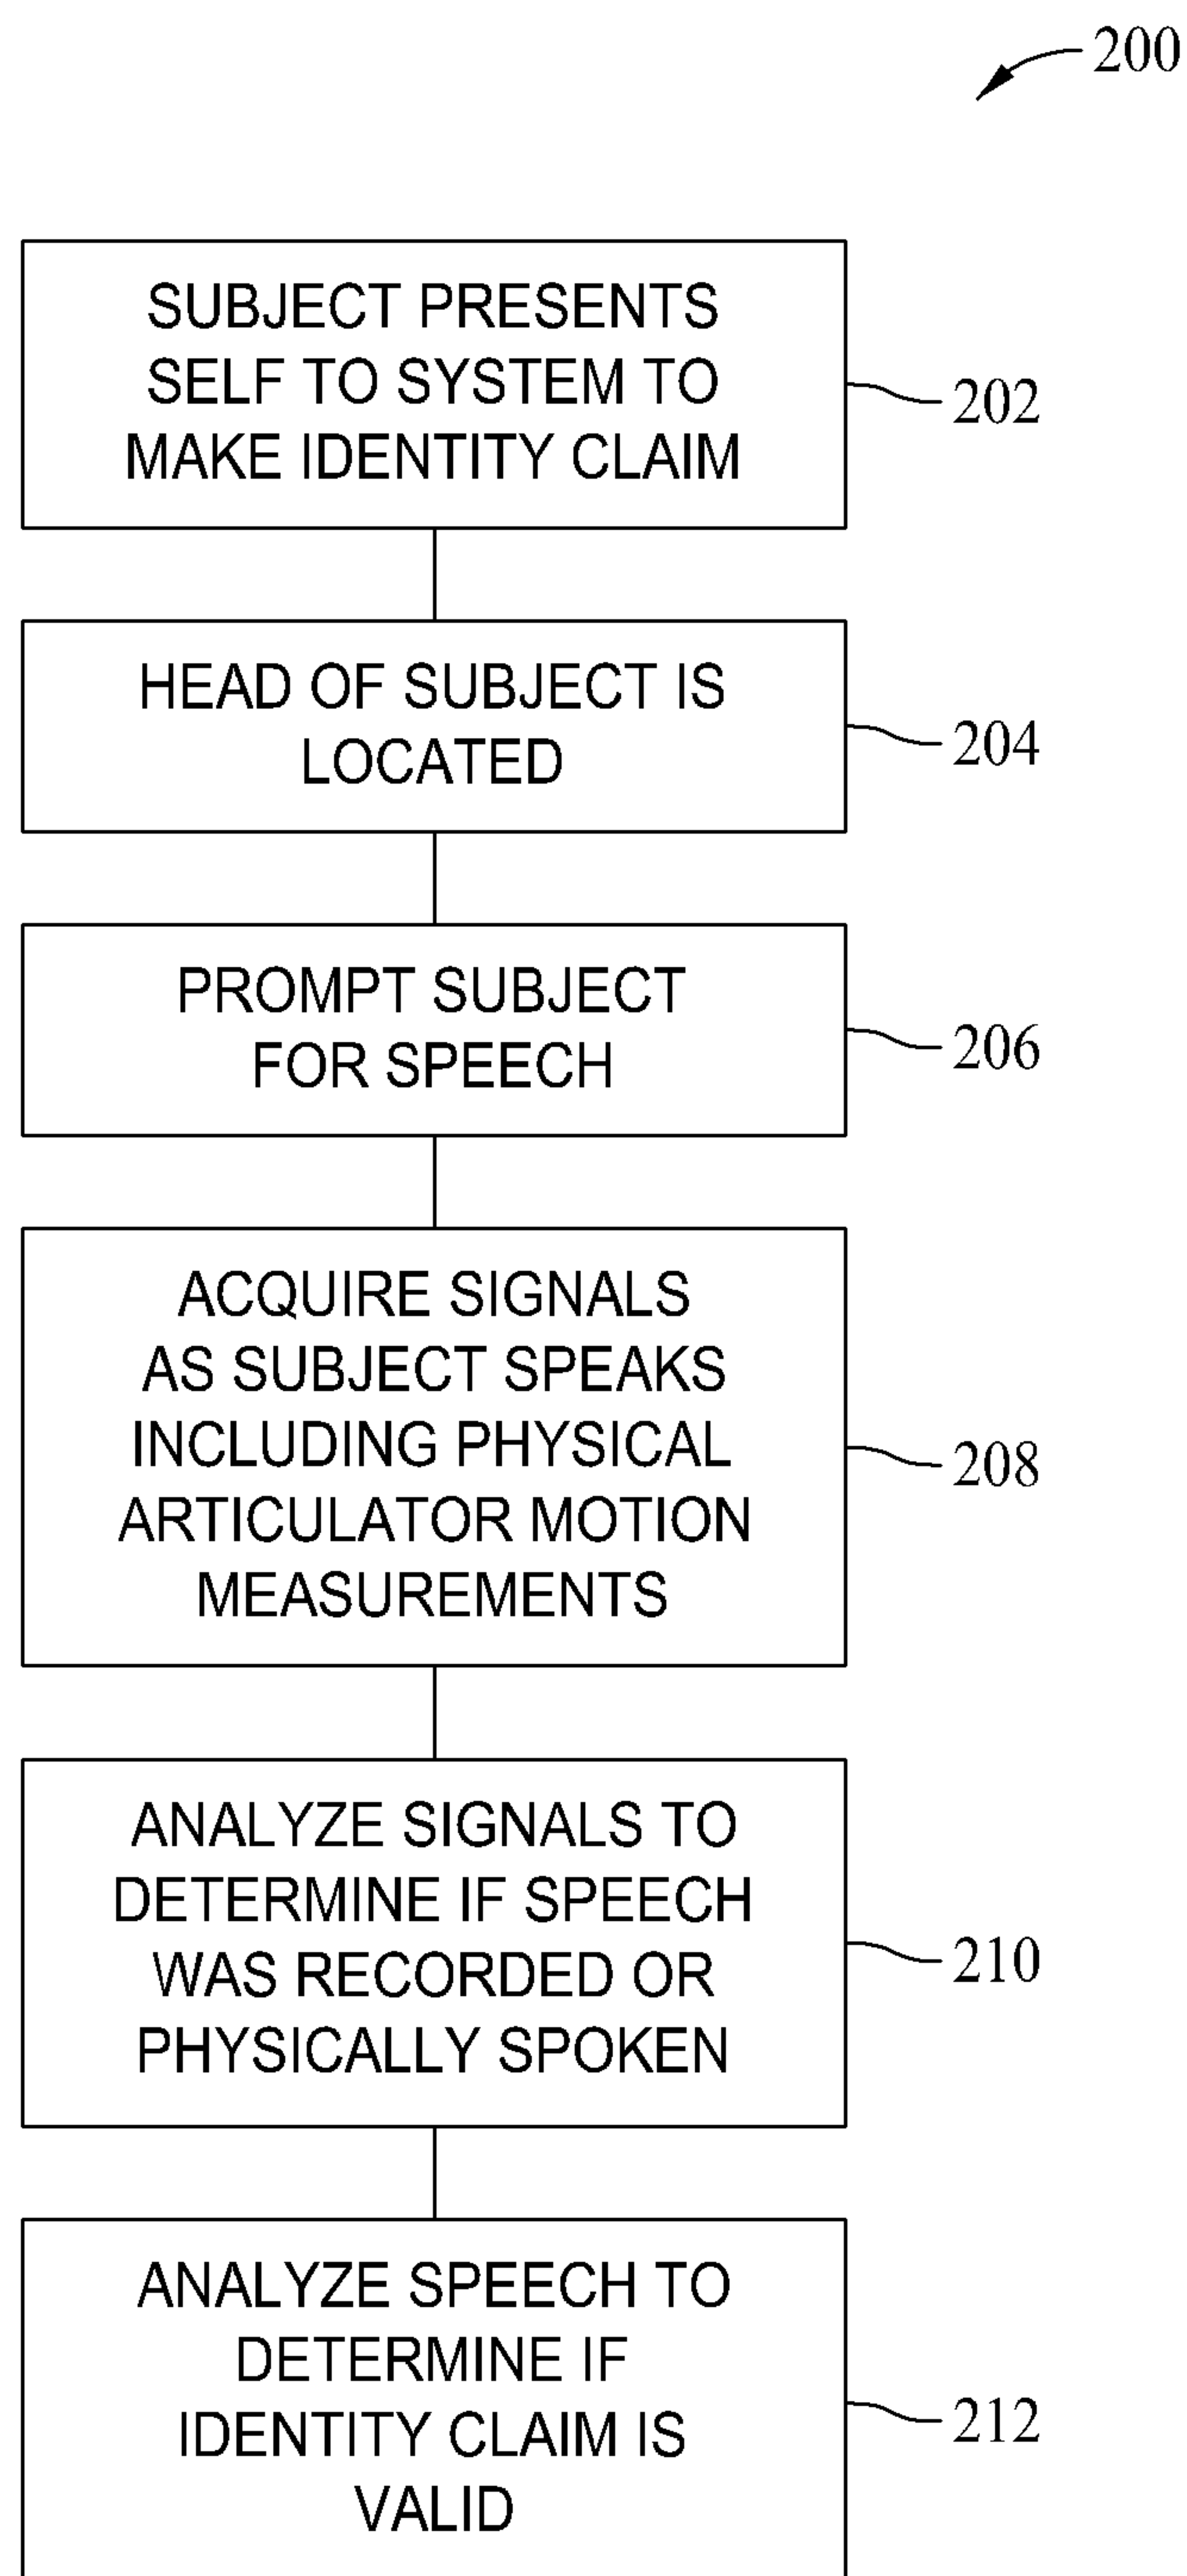 200
SUBJECT PRESENTS
SELF TO SYSTEM TO
MAKE IDENTITY CLAIM
202
HEAD OF SUBJECT IS
LOCATED
204
PROMPT SUBJECT
FOR SPEECH
206
ACQUIRE SIGNALS
AS SUBJECT SPEAKS
INCLUDING PHYSICAL
ARTICULATOR MOTION
MEASUREMENTS
208
ANALYZE SIGNALS TO
DETERMINE IF SPEECH
WAS RECORDED OR
PHYSICALLY SPOKEN
210
ANALYZE SPEECH TO
DETERMINE IF
IDENTITY CLAIM IS
VALID
212